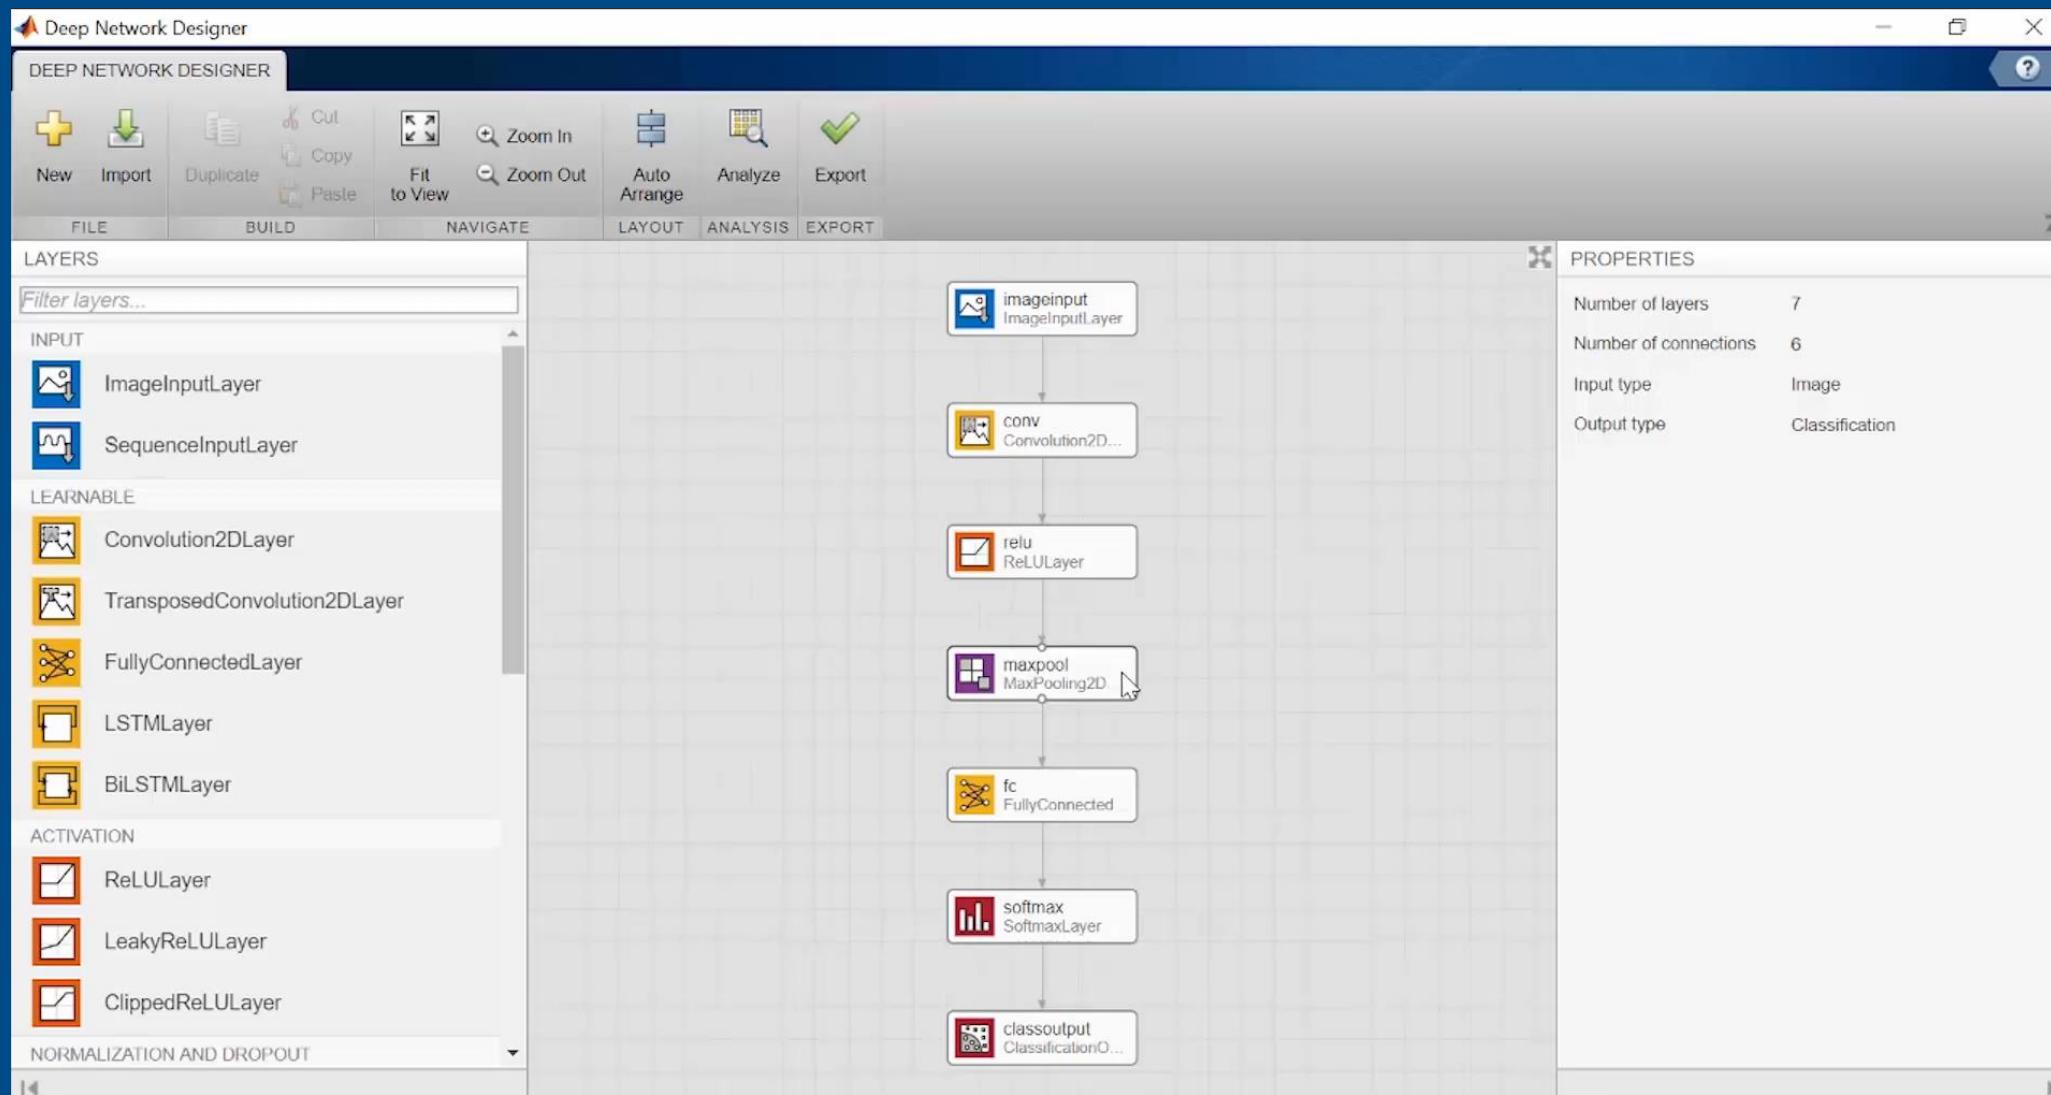 Deep Network Designer
DEEP NETWORK DESIGNER
?
New
Import
Duplicate
Cut
Copy
Paste
Fit
to View
Zoom In
Zoom Out
Auto
Arrange
Analyze
Export
FILE
BUILD
NAVIGATE
LAYOUT
ANALYSIS
EXPORT
LAYERS
Filter layers...
INPUT
ImageInputLayer
SequenceInputLayer
LEARNABLE
Convolution2DLayer
TransposedConvolution2DLayer
FullyConnectedLayer
LSTMLayer
BiLSTMLayer
ACTIVATION
ReLULayer
LeakyReLULayer
ClippedReLULayer
NORMALIZATION AND DROPOUT
imageinput
ImageInputLayer
conv
Convolution2D...
relu
ReLULayer
maxpool
MaxPooling2D
fc
FullyConnected
softmax
SoftmaxLayer
classoutput
ClassificationO...
PROPERTIES
Number of layers 7
Number of connections 6
Input type Image
Output type Classification